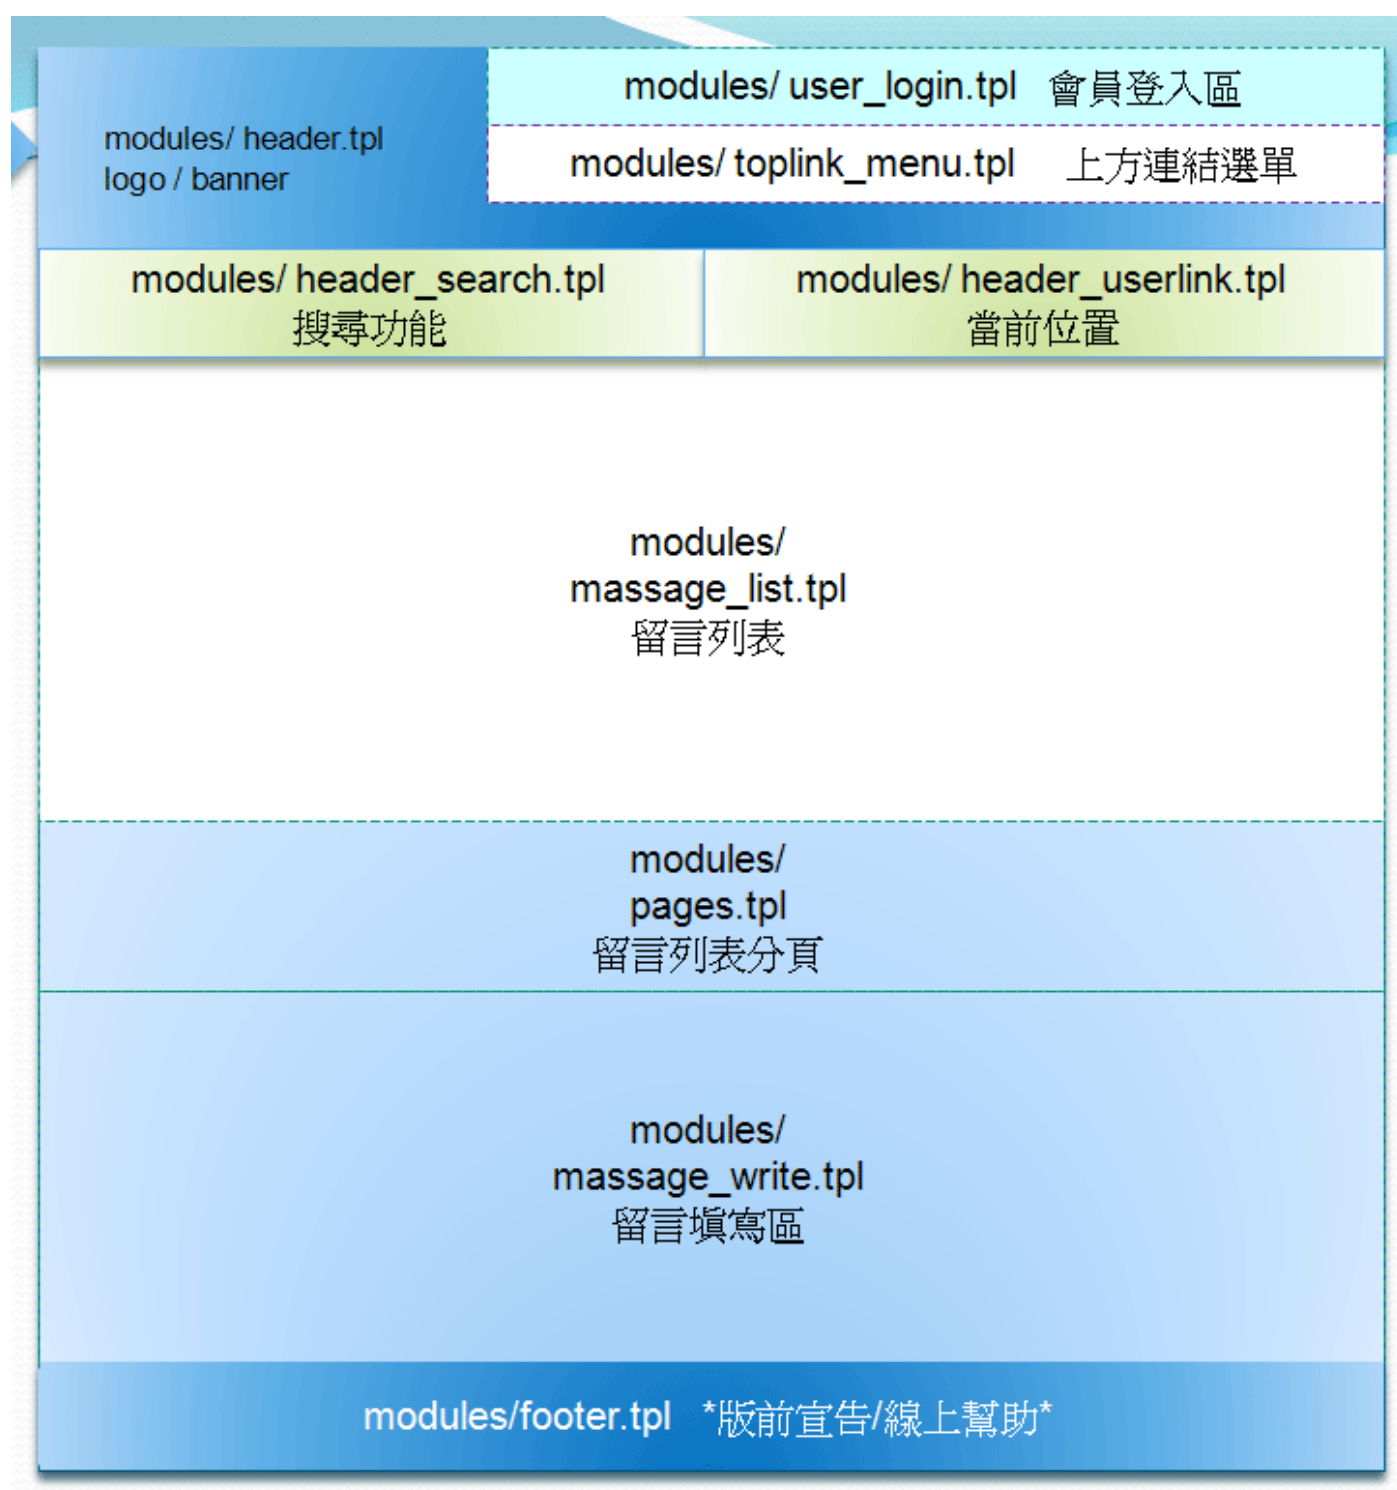 modules/ user_login.tpl 會員登入區
modules/ header.tpl
logo / banner
modules/ toplink_menu.tpl 上方連結選單
modules/ header_search.tpl
搜尋功能
modules/ header_userlink.tpl
當前位置
modules/
massage_list.tpl
留言列表
modules/
pages.tpl
留言列表分頁
modules/
massage_write.tpl
留言填寫區
modules/footer.tpl *版前宣告/線上幫助*